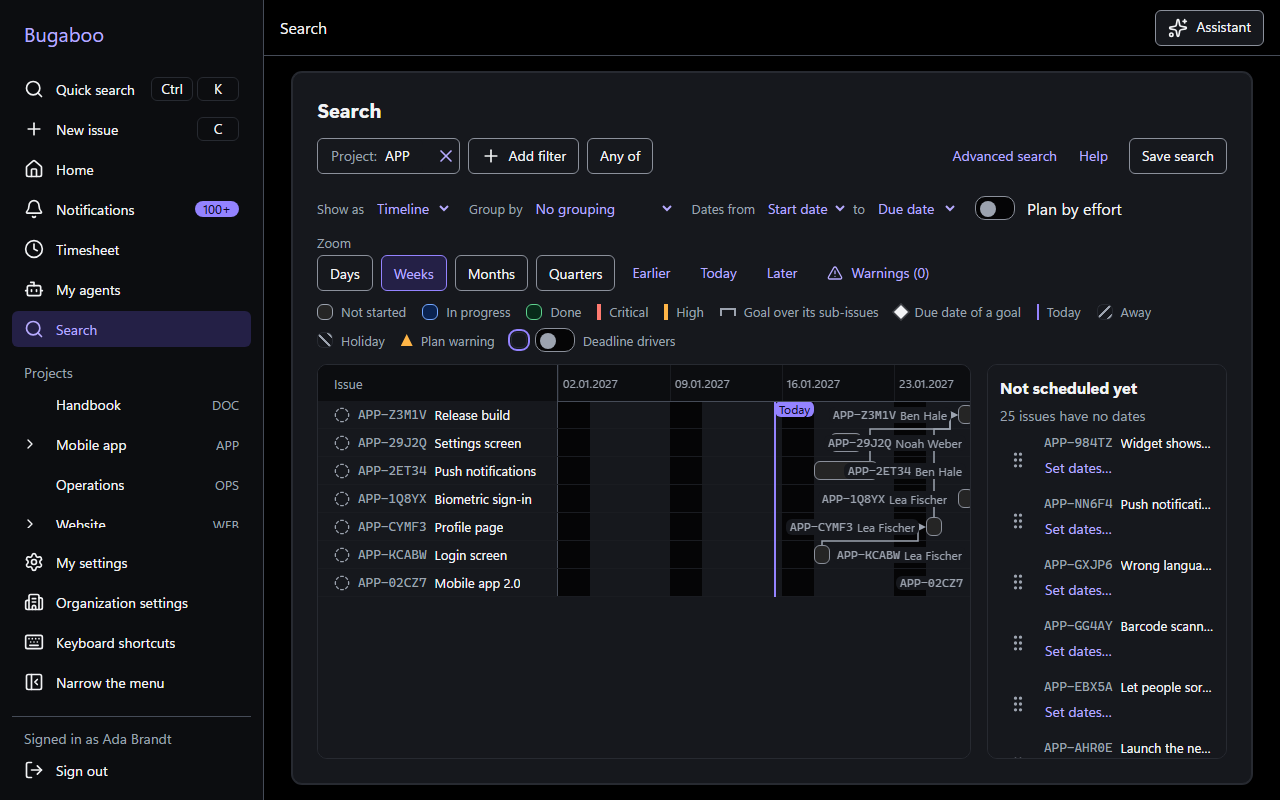 Bugaboo
Search
Assistant
Quick search Ctrl K
New issue C
Home
Notifications 100+
Timesheet
My agents
Search
Projects
Handbook DOC
Mobile app APP
Operations OPS
Website WEB
My settings
Organization settings
Keyboard shortcuts
Narrow the menu
Signed in as Ada Brandt
Sign out
Search
Project: APP Add filter Any of Advanced search Help Save search
Show as Timeline Group by No grouping Dates from Start date to Due date Plan by effort
Zoom
Days Weeks Months Quarters Earlier Today Later Warnings (0)
Not started In progress Done Critical High Goal over its sub-issues Due date of a goal Today Away
Holiday Plan warning Deadline drivers
Issue 02.01.2027 09.01.2027 16.01.2027 23.01.2027
Today
APP-Z3M1V Release build APP-Z3M1V Ben Hale
APP-29J2Q Settings screen APP-29J2Q Noah Weber
APP-2ET34 Push notifications APP-2ET34 Ben Hale
APP-1Q8YX Biometric sign-in APP-1Q8YX Lea Fischer
APP-CYMF3 Profile page APP-CYMF3 Lea Fischer
APP-KCABW Login screen APP-KCABW Lea Fischer
APP-02CZ7 Mobile app 2.0 APP-02CZ7
Not scheduled yet
25 issues have no dates
APP-984TZ Widget shows...
Set dates...
APP-NN6F4 Push notificati...
Set dates...
APP-GXJP6 Wrong langua...
Set dates...
APP-GG4AY Barcode scann...
Set dates...
APP-EBX5A Let people sor...
Set dates...
APP-AHR0E Launch the ne...